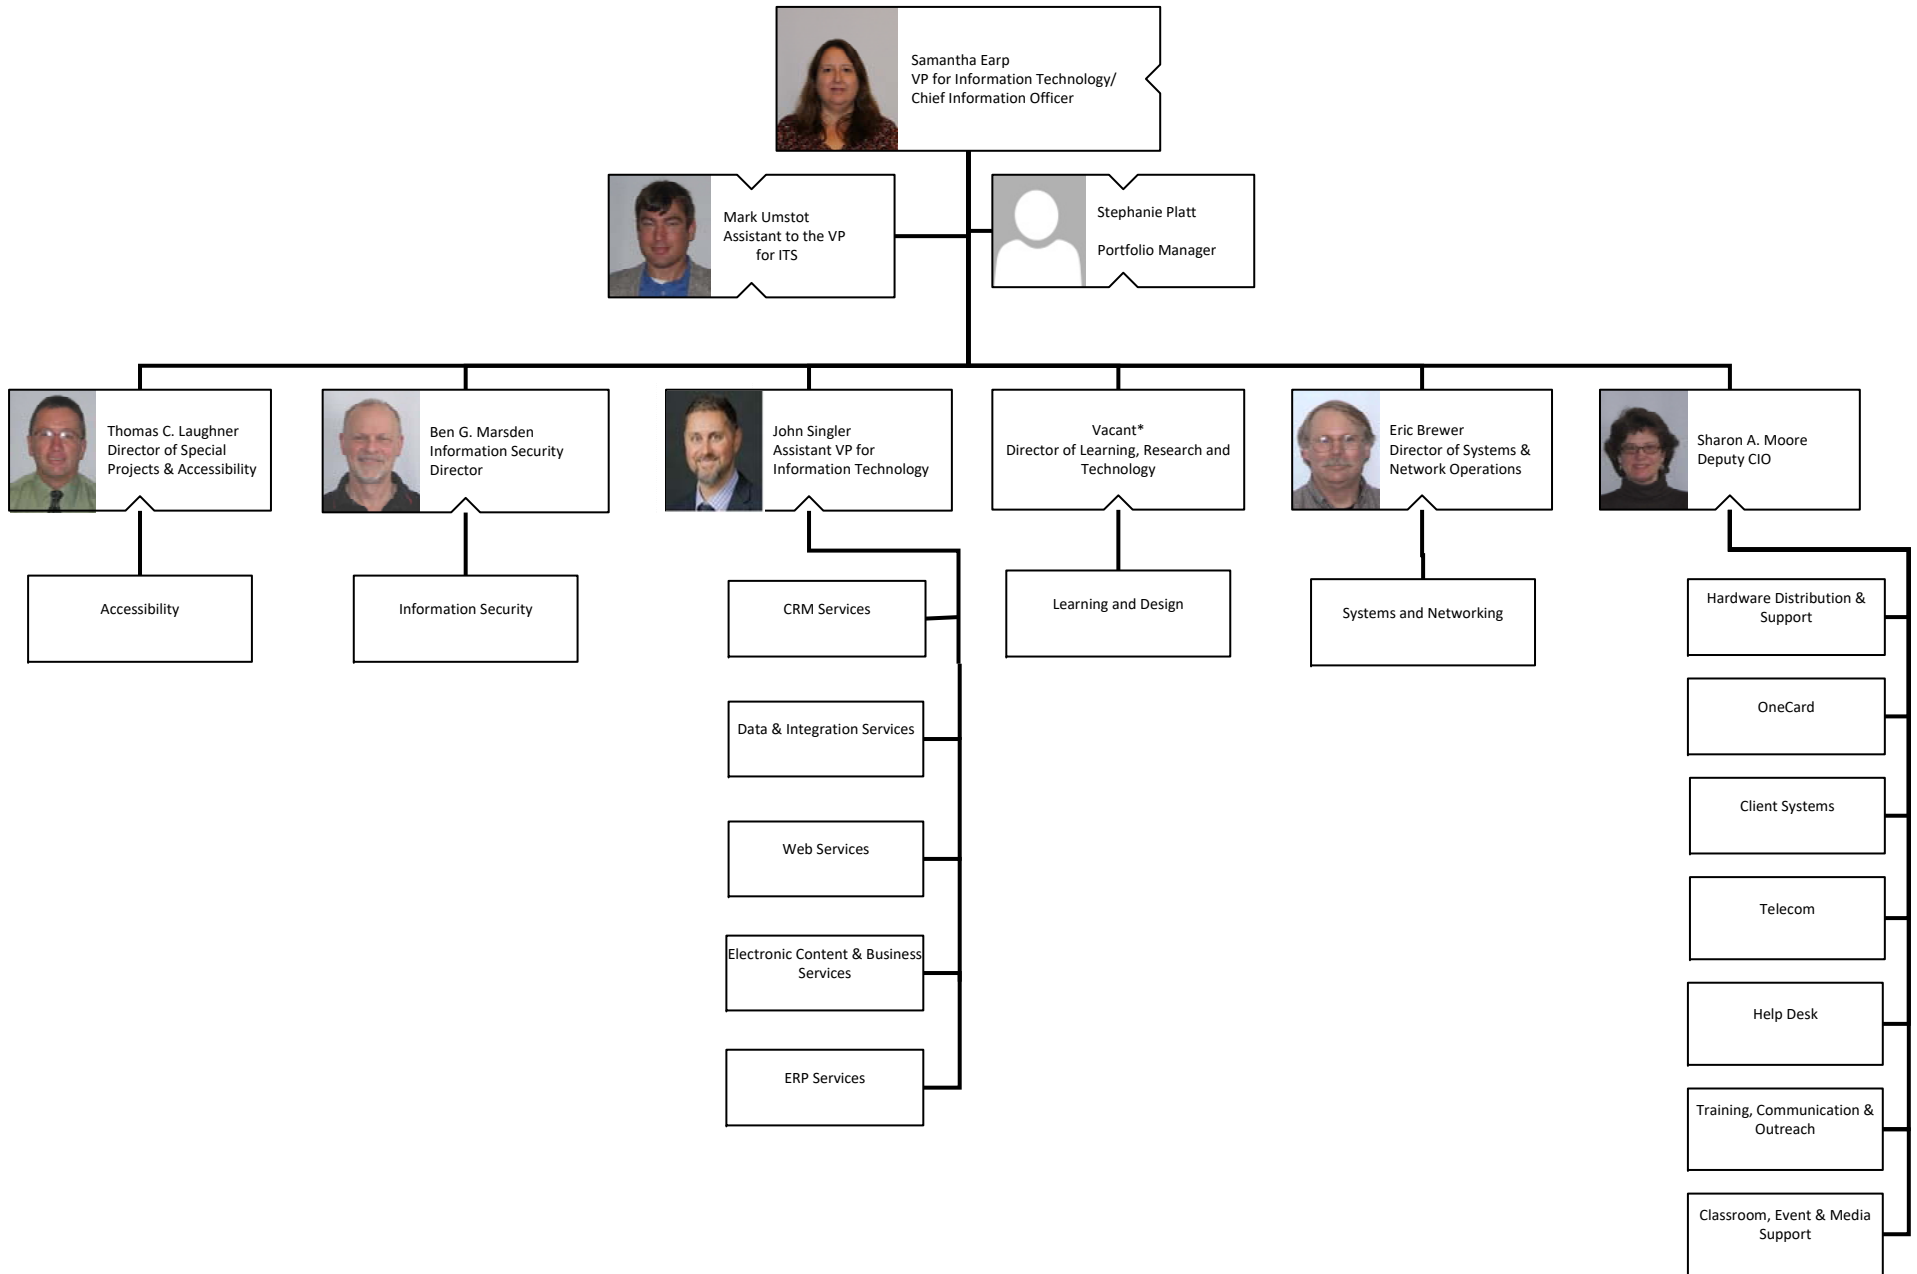 Samantha Earp
VP for Information Technology/
Chief Information Officer
Mark Umstot
Assistant to the VP
for ITS
Stephanie Platt
Portfolio Manager
Thomas C. Laughner
Director of Special
Projects & Accessibility
Ben G. Marsden
Information Security
Director
John Singler
Assistant VP for
Information Technology
Vacant*
Director of Learning, Research and
Technology
Eric Brewer
Director of Systems &
Network Operations
Sharon A. Moore
Deputy CIO
Accessibility
Information Security
CRM Services
Data & Integration Services
Web Services
Electronic Content & Business
Services
ERP Services
Learning and Design
Systems and Networking
Hardware Distribution &
Support
OneCard
Client Systems
Telecom
Help Desk
Training, Communication &
Outreach
Classroom, Event & Media
Support